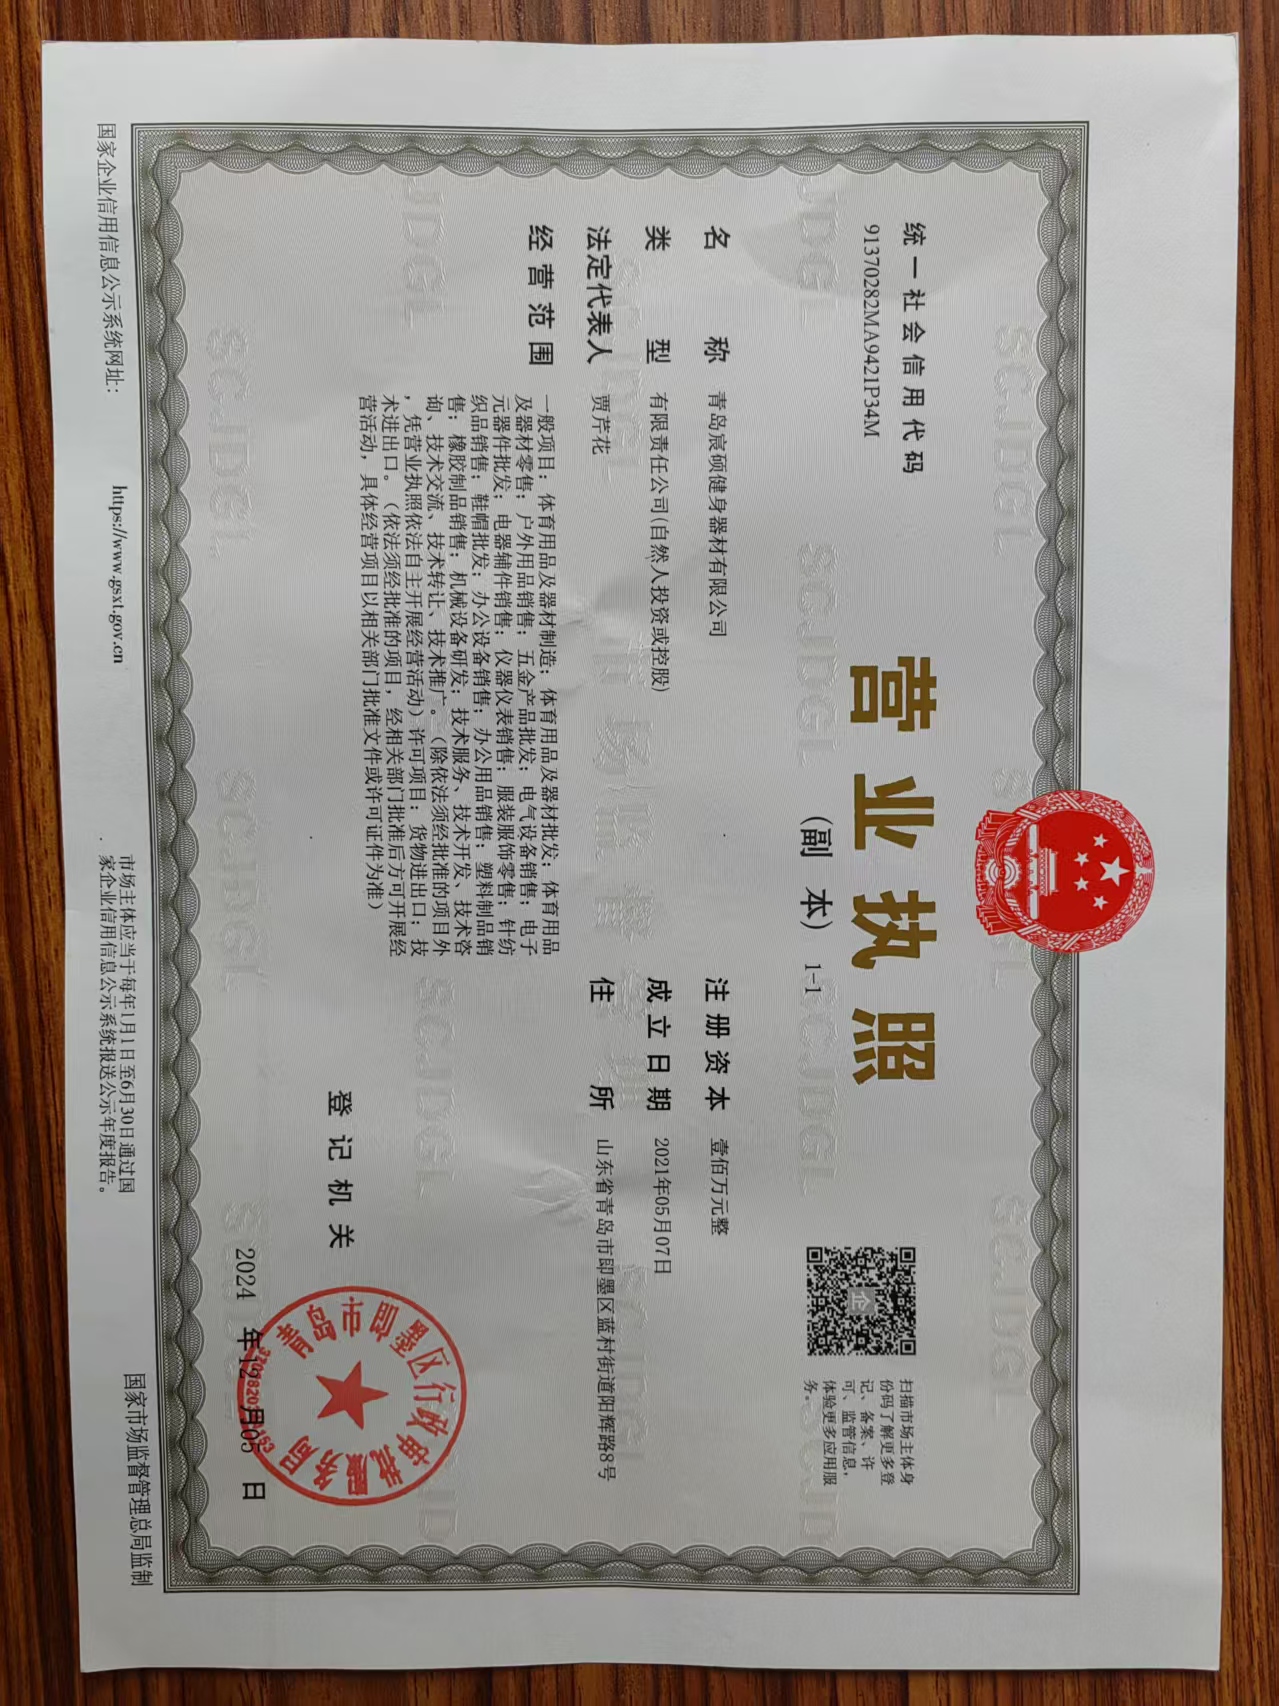 统一社会信用代码
91370282MA9421P34M
营业执照
(副 本) 1-1
扫描市场主体身
份码了解更多登
记、备案、许
可、监管信息,
体验更多应用服
务。
名 称 青岛宸硕健身器材有限公司
类 型 有限责任公司(自然人投资或控股)
法定代表人 贾芹花
经营范围 一般项目:体育用品及器材制造;体育用品及器材批发;体育用品
及器材零售;户外用品销售;五金产品批发;电气设备销售;电子
元器件批发;电器辅件销售;仪器仪表销售;服装服饰零售;针纺
织品销售;鞋帽批发;办公设备销售;办公用品销售;塑料制品销
售;橡胶制品销售;机械设备研发;技术服务、技术开发、技术咨
询、技术交流、技术转让、技术推广。(除依法须经批准的项目外
,凭营业执照依法自主开展经营活动)许可项目:货物进出口;技
术进出口。(依法须经批准的项目,经相关部门批准后方可开展经
营活动,具体经营项目以相关部门批准文件或许可证件为准)
注册资本 壹佰万元整
成立日期 2021年05月07日
住 所 山东省青岛市即墨区蓝村街道阳辉路8号
登记机关
青岛市即墨区行政审批服务局
2024 年12 月05 日
国家企业信用信息公示系统网址: https://www.gsxt.gov.cn
市场主体应当于每年1月1日至6月30日通过国
家企业信用信息公示系统报送公示年度报告。
国家市场监督管理总局监制